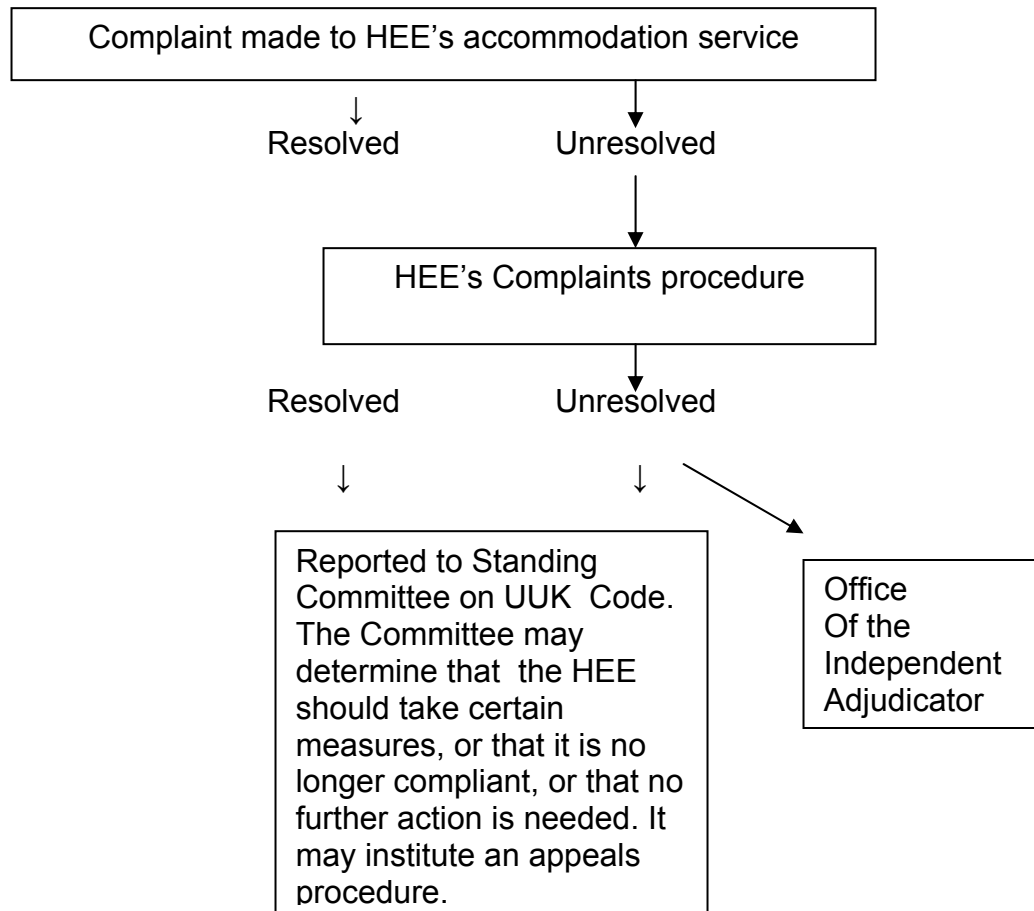 Complaint made to HEE’s accommodation service
↓
Resolved Unresolved
HEE’s Complaints procedure
Resolved Unresolved
↓ ↓
Reported to Standing
Committee on UUK Code.
The Committee may
determine that the HEE
should take certain
measures, or that it is no
longer compliant, or that no
further action is needed. It
may institute an appeals
procedure.
Office
Of the
Independent
Adjudicator